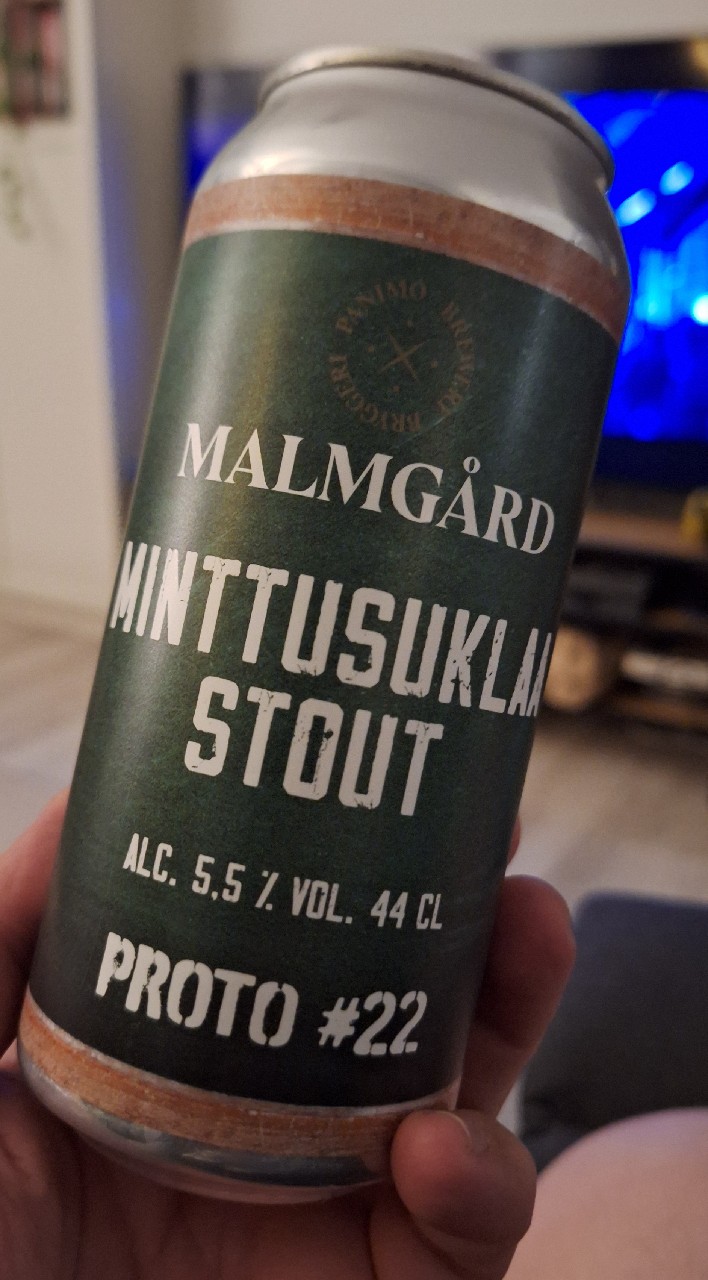 PANIMO BREWERY BRYGGERI
MALMGÅRD
MINTTUSUKLAA
STOUT
ALC. 5,5 % VOL. 44 CL
PROTO #22